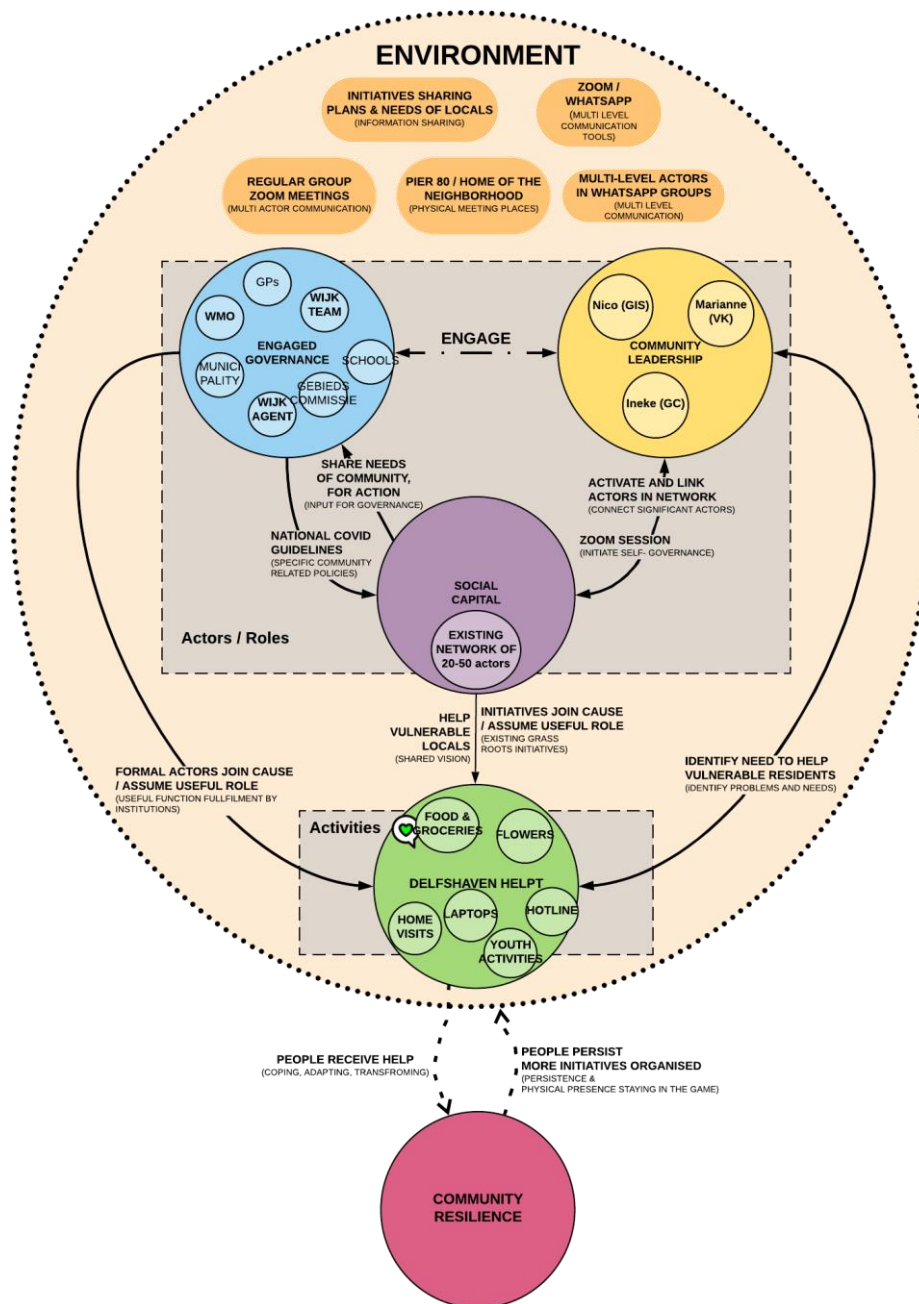 ENVIRONMENT
INITIATIVES SHARING
PLANS & NEEDS OF LOCALS
(INFORMATION SHARING)
ZOOM /
WHATSAPP
(MULTI LEVEL
COMMUNICATION
TOOLS)
REGULAR GROUP
ZOOM MEETINGS
(MULTI ACTOR COMMUNICATION)
PIER 80 / HOME OF THE
NEIGHBORHOOD
(PHYSICAL MEETING PLACES)
MULTI-LEVEL ACTORS
IN WHATSAPP GROUPS
(MULTI LEVEL
COMMUNICATION)
GPs
WMO
WIJK
TEAM
ENGAGED
GOVERNANCE
SCHOOLS
MUNICI
PALITY
GEBIEDS
COMMISSIE
WIJK
AGENT
ENGAGE
Nico (GIS)
Marianne
(VK)
COMMUNITY
LEADERSHIP
Ineke (GC)
SHARE NEEDS
OF COMMUNITY,
FOR ACTION
(INPUT FOR GOVERNANCE)
NATIONAL COVID
GUIDELINES
(SPECIFIC COMMUNITY
RELATED POLICIES)
ACTIVATE AND LINK
ACTORS IN NETWORK
(CONNECT SIGNIFICANT ACTORS)
ZOOM SESSION
(INITIATE SELF- GOVERNANCE)
SOCIAL
CAPITAL
EXISTING
NETWORK OF
20-50 actors
Actors / Roles
HELP
VULNERABLE
LOCALS
(SHARED VISION)
INITIATIVES JOIN CAUSE
/ ASSUME USEFUL ROLE
(EXISTING GRASS
ROOTS INITIATIVES)
FORMAL ACTORS JOIN CAUSE
/ ASSUME USEFUL ROLE
(USEFUL FUNCTION FULLFILMENT BY
INSTITUTIONS)
IDENTIFY NEED TO HELP
VULNERABLE RESIDENTS
(IDENTIFY PROBLEMS AND NEEDS)
Activities
FOOD &
GROCERIES
FLOWERS
DELFSHAVEN HELPT
HOME
VISITS
LAPTOPS
HOTLINE
YOUTH
ACTIVITIES
PEOPLE RECEIVE HELP
(COPING, ADAPTING, TRANSFROMING)
PEOPLE PERSIST
MORE INITIATIVES ORGANISED
(PERSISTENCE &
PHYSICAL PRESENCE STAYING IN THE GAME)
COMMUNITY
RESILIENCE